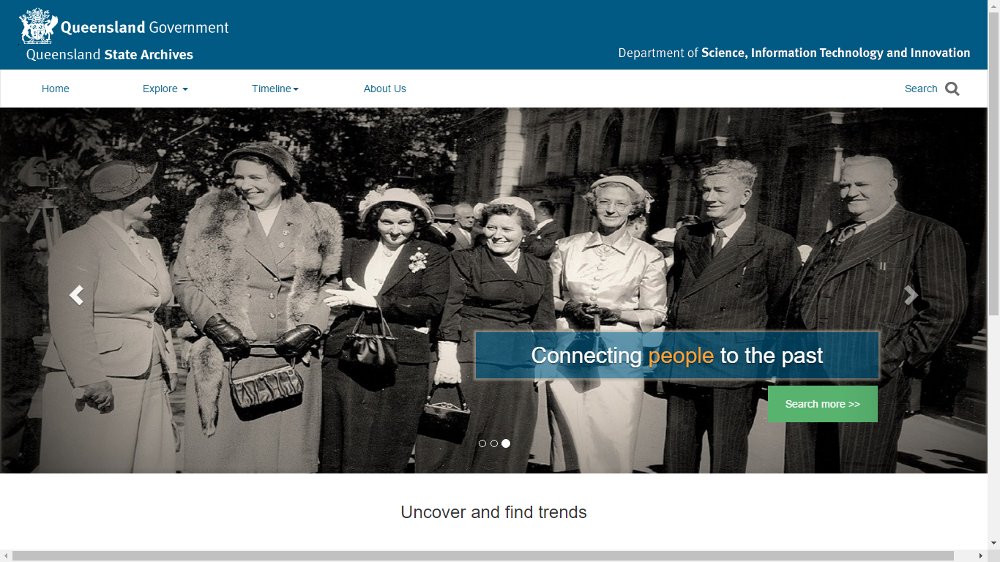 Queensland Government
Queensland State Archives
Department of Science, Information Technology and Innovation
Home
Explore
Timeline
About Us
Search
Connecting people to the past
Search more >>
Uncover and find trends